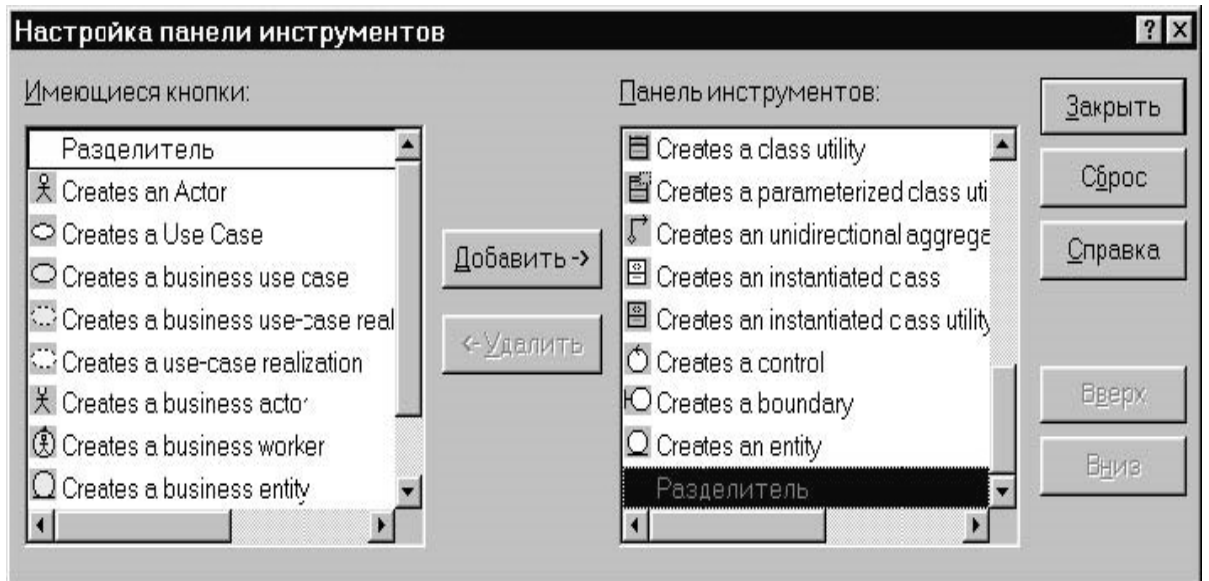 Настройка панели инструментов
Имеющиеся кнопки:
Разделитель
Creates an Actor
Creates a Use Case
Creates a business use case
Creates a business use-case real
Creates a use-case realization
Creates a business actor
Creates a business worker
Creates a business entity
Добавить ->
<- Удалить
Панель инструментов:
Creates a class utility
Creates a parameterized class uti
Creates an unidirectional aggrega
Creates an instantiated class
Creates an instantiated class utility
Creates a control
Creates a boundary
Creates an entity
Разделитель
Закрыть
Сброс
Справка
Вверх
Вниз